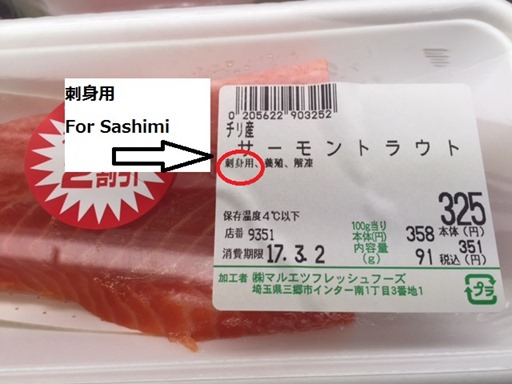 刺身用
For Sashimi
2割引
0 205622 903252
チリ産
サーモントラウト
刺身用、養殖、解凍
保存温度4℃以下
店番 9351
消費期限 17.3.2
100g当り
本体(円) 358
内容量
(g) 91
325
本体(円)
351
税込(円)
加工者 ㈱マルエツフレッシュフーズ
埼玉県三郷市インター南1丁目3番地1
プラ